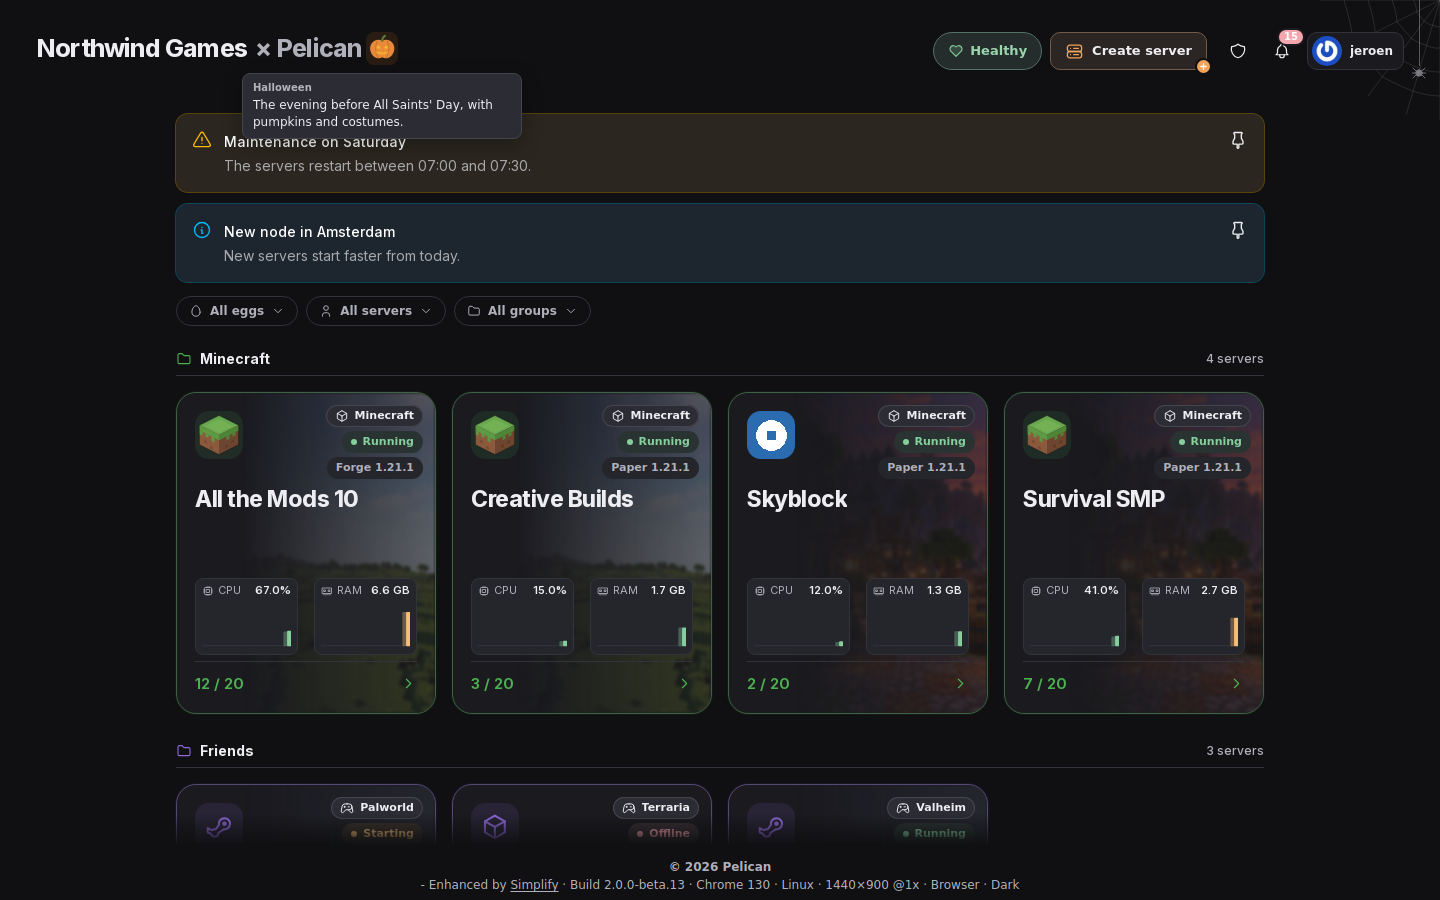 Northwind Games × Pelican
Healthy
Create server
15
jeroen
Halloween
The evening before All Saints' Day, with
pumpkins and costumes.
Maintenance on Saturday
The servers restart between 07:00 and 07:30.
New node in Amsterdam
New servers start faster from today.
All eggs
All servers
All groups
Minecraft
4 servers
Minecraft
Running
Forge 1.21.1
All the Mods 10
CPU 67.0%
RAM 6.6 GB
12 / 20
Minecraft
Running
Paper 1.21.1
Creative Builds
CPU 15.0%
RAM 1.7 GB
3 / 20
Minecraft
Running
Paper 1.21.1
Skyblock
CPU 12.0%
RAM 1.3 GB
2 / 20
Minecraft
Running
Paper 1.21.1
Survival SMP
CPU 41.0%
RAM 2.7 GB
7 / 20
Friends
3 servers
Palworld
Starting
Terraria
Offline
Valheim
Running
© 2026 Pelican
- Enhanced by Simplify · Build 2.0.0-beta.13 · Chrome 130 · Linux · 1440×900 @1x · Browser · Dark